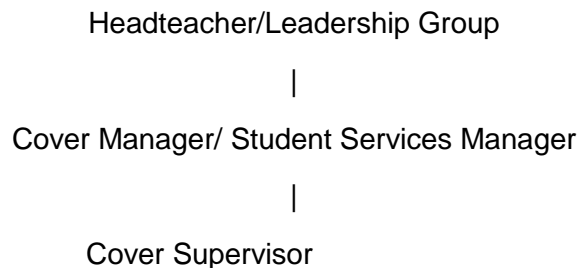 Headteacher/Leadership Group
|
Cover Manager/ Student Services Manager
|
Cover Supervisor